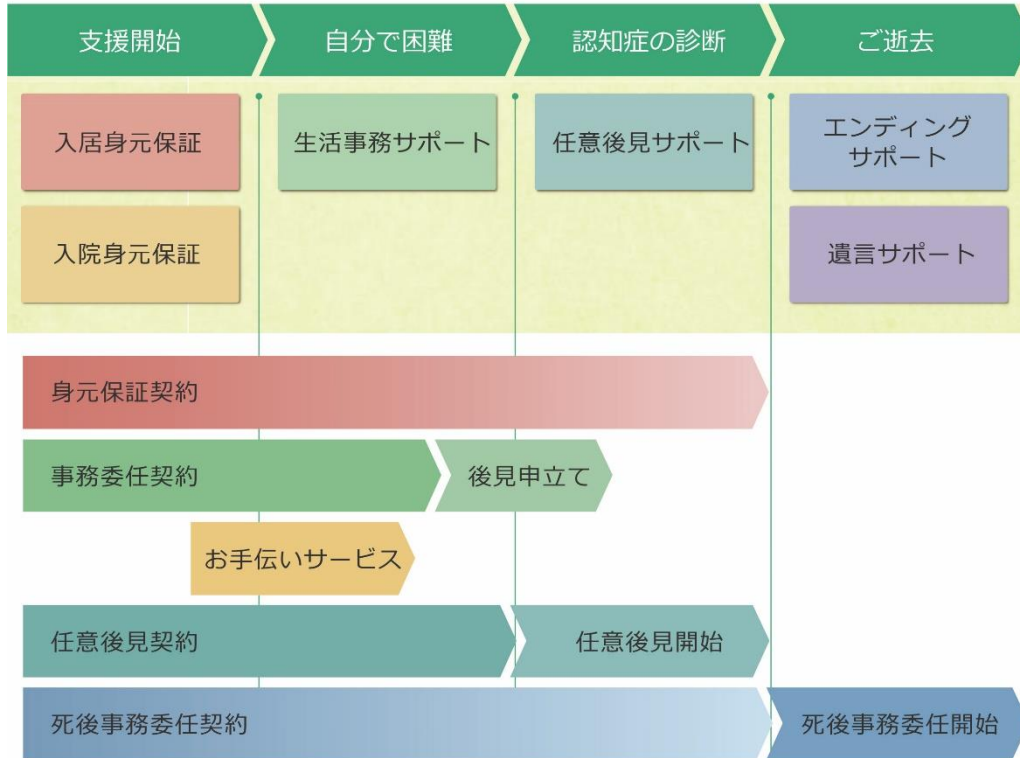 支援開始
自分で困難
認知症の診断
ご逝去
入居身元保証
生活事務サポート
任意後見サポート
エンディング
サポート
入院身元保証
遺言サポート
身元保証契約
事務委任契約
後見申立て
お手伝いサービス
任意後見契約
任意後見開始
死後事務委任契約
死後事務委任開始